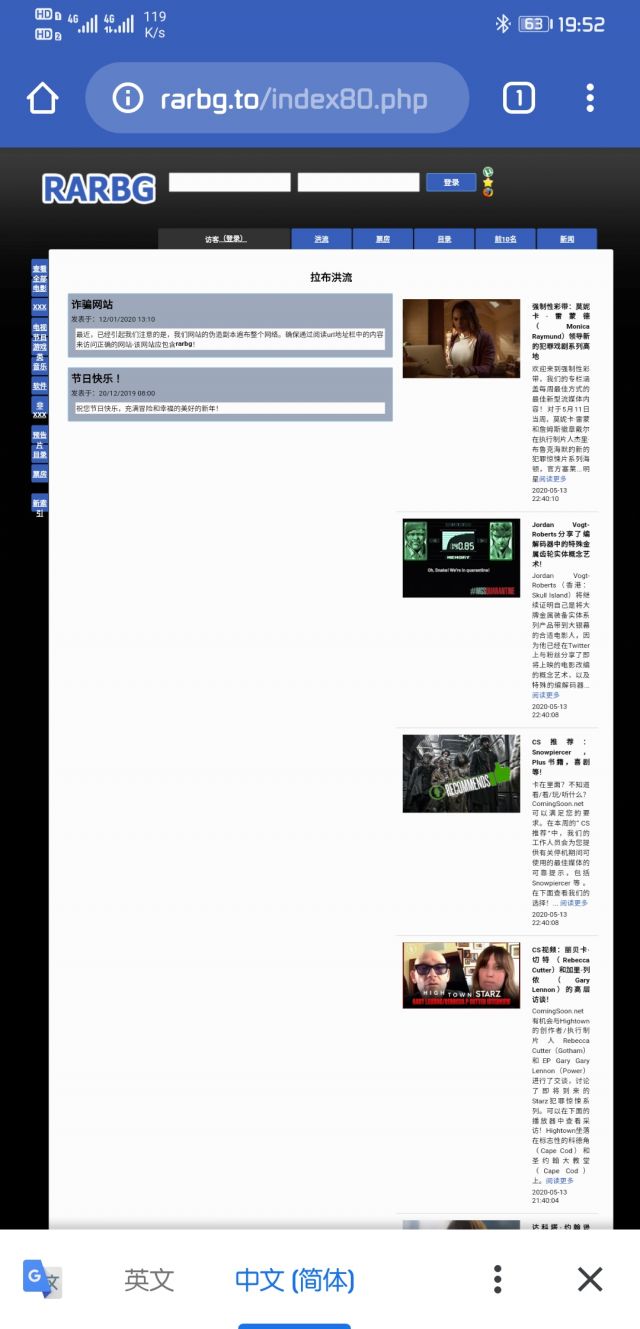 HD 1 4G 4G 119 63 19:52
HD 2 K/s
rarbg.to/index80.php
1
RARBG
登录
访客（登录）
洪流
票房
目录
前10名
新闻
查看
全部
电影
XXX
电视
节目
游戏
类
音乐
软件
非
XXX
预告
片
目录
票房
新索
引
拉布洪流
诈骗网站
发表于：12/01/2020 13:10
最近，已经引起我们注意的是，我们网站的伪造副本遍布整个网络。确保通过阅读url地址栏中的内容
来访问正确的网站-该网站应包含rarbg！
节日快乐！
发表于：20/12/2019 08:00
祝您节日快乐，充满冒险和幸福的美好的新年！
强制性彩带：莫妮
卡·雷蒙德
（Monica
Raymund）领导新
的犯罪戏剧系列高
地
欢迎来到强制性彩
带，我们的专栏涵
盖每周最佳方式的
最佳新型流媒体内
容！对于5月11日
当周，莫妮卡·雷蒙
和詹姆斯徽章戴尔
在执行制片人杰里·
布鲁克海默的新的
犯罪惊悚片系列海
顿，官方塞莱...明
星阅读更多
2020-05-13
22:40:10
140.85
MEMORY
Oh, Snake! We're in quarantine!
#MGSQUARANTINE
Jordan Vogt-
Roberts分享了编
解码器中的特殊金
属齿轮实体概念艺
术！
Jordan Vogt-
Roberts（香港：
Skull Island）将继
续证明自己是将大
牌金属装备实体系
列产品带到大银幕
的合适电影人，因
为他已经在Twitter
上与粉丝分享了即
将上映的电影改编
的概念艺术，以及
特殊的编解码器...
阅读更多
2020-05-13
22:40:08
RECOMMENDS
CS推荐：
Snowpiercer，
Plus书籍，喜剧
等！
卡在里面？不知道
看/看/玩/听什么？
ComingSoon.net
可以满足您的要
求。在本周的“ CS
推荐”中，我们的
工作人员会为您提
供有关停机期间可
使用的最佳媒体的
可靠提示，包括
Snowpiercer等。
在下面查看我们的
选择！... 阅读更多
2020-05-13
22:40:08
HIGHTOWN STARZ
GARY LENNON/REBECCA P CUTTER INTERVIEW
CS视频：丽贝卡·
切特（Rebecca
Cutter）和加里·列
侬（Gary
Lennon）的高层
访谈！
ComingSoon.net
有机会与Hightown
的创作者/执行制
片人Rebecca
Cutter（Gotham）
和EP Gary Gary
Lennon（Power）
进行了交谈，讨论
了即将到来的
Starz犯罪惊悚系
列。可以在下面的
播放器中查看采
访！Hightown坐落
在标志性的科德角
（Cape Cod）和
圣约翰大教堂
（Cape Cod）
上。阅读更多
2020-05-13
21:40:04
G 文
英文
中文 (简体)